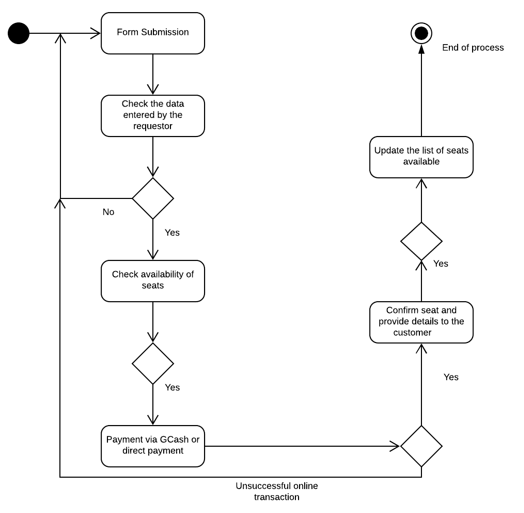 Form Submission
End of process
Check the data
entered by the
requestor
Update the list of seats
available
No
Yes
Yes
Check availability of
seats
Confirm seat and
provide details to the
customer
Yes
Yes
Payment via GCash or
direct payment
Unsuccessful online
transaction